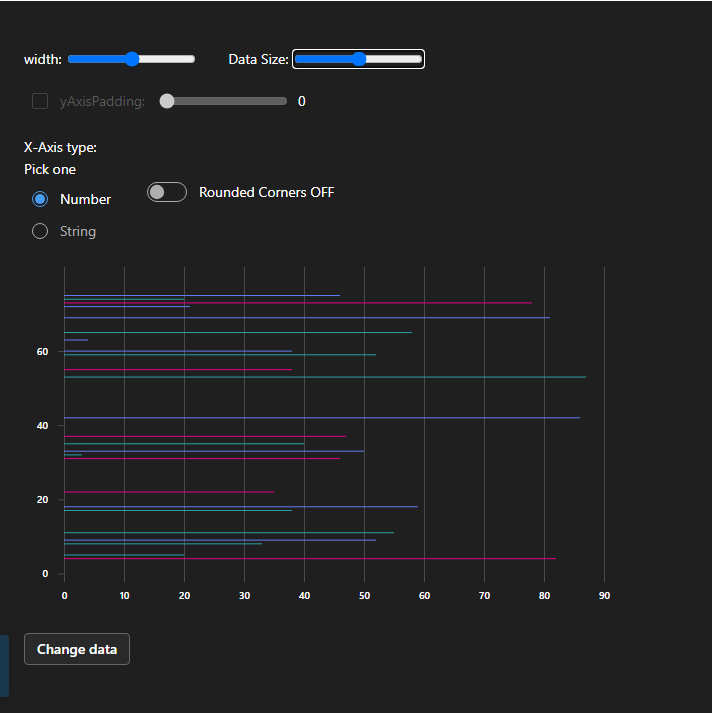 width: Data Size:
yAxisPadding: 0
X-Axis type:
Pick one
Number
Rounded Corners OFF
String
60
40
20
0
0 10 20 30 40 50 60 70 80 90
Change data